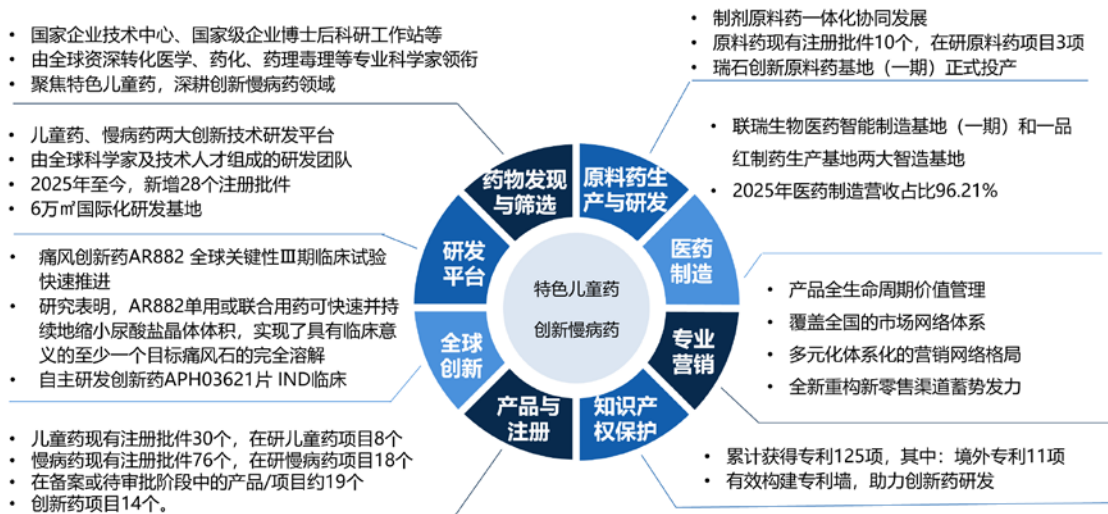 • 国家企业技术中心、国家级企业博士后科研工作站等
• 由全球资深转化医学、药化、药理毒理等专业科学家领衔
• 聚焦特色儿童药，深耕创新慢病药领域
• 儿童药、慢病药两大创新技术研发平台
• 由全球科学家及技术人才组成的研发团队
• 2025年至今，新增28个注册批件
• 6万㎡国际化研发基地
• 痛风创新药AR882 全球关键性Ⅲ期临床试验
快速推进
• 研究表明，AR882单用或联合用药可快速并持
续地缩小尿酸盐晶体体积，实现了具有临床意
义的至少一个目标痛风石的完全溶解
• 自主研发创新药APH03621片 IND临床
• 儿童药现有注册批件30个，在研儿童药项目8个
• 慢病药现有注册批件76个，在研慢病药项目18个
• 在备案或待审批阶段中的产品/项目约19个
• 创新药项目14个。
药物发现
与筛选
原料药生
产与研发
研发
平台
医药
制造
特色儿童药
创新慢病药
全球
创新
专业
营销
产品与
注册
知识产
权保护
• 制剂原料药一体化协同发展
• 原料药现有注册批件10个，在研原料药项目3项
• 瑞石创新原料药基地（一期）正式投产
• 联瑞生物医药智能制造基地（一期）和一品
红制药生产基地两大智造基地
• 2025年医药制造营收占比96.21%
• 产品全生命周期价值管理
• 覆盖全国的市场网络体系
• 多元化体系化的营销网络格局
• 全新重构新零售渠道蓄势发力
• 累计获得专利125项，其中：境外专利11项
• 有效构建专利墙，助力创新药研发